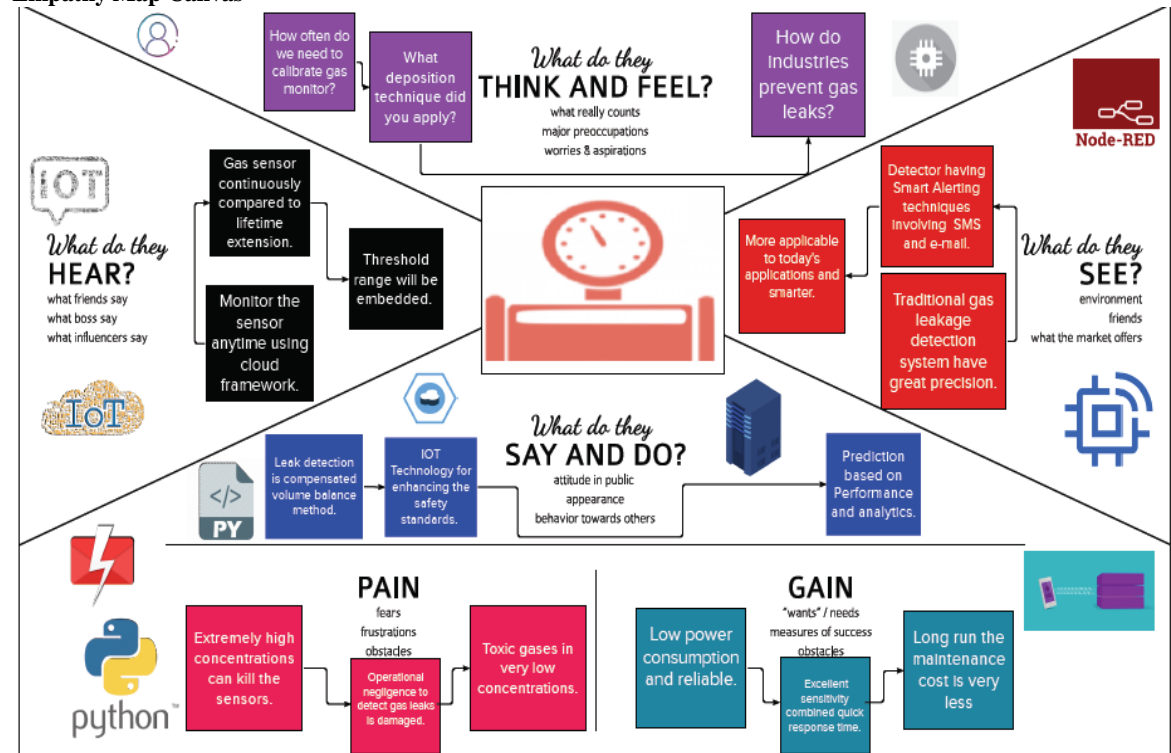 Empathy Map Canvas
How often do
we need to
calibrate gas
monitor?
What
deposition
technique did
you apply?
What do they
THINK AND FEEL?
what really counts
major preoccupations
worries & aspirations
How do
industries
prevent gas
leaks?
Node-RED
IOT
What do they
HEAR?
what friends say
what boss say
what influencers say
IoT
Gas sensor
continuously
compared to
lifetime
extension.
Threshold
range will be
embedded.
Monitor the
sensor
anytime using
cloud
framework.
More applicable
to today's
applications and
smarter.
Detector having
Smart Alerting
techniques
involving SMS
and e-mail.
Traditional gas
leakage
detection
system have
great precision.
What do they
SEE?
environment
friends
what the market offers
What do they
SAY AND DO?
attitude in public
appearance
behavior towards others
</>
PY
Leak detection
is compensated
volume balance
method.
IOT
Technology for
enhancing the
safety
standards.
Prediction
based on
Performance
and analytics.
PAIN
fears
frustrations
obstacles
python™
Extremely high
concentrations
can kill the
sensors.
Operational
negligence to
detect gas leaks
is damaged.
Toxic gases in
very low
concentrations.
GAIN
"wants" / needs
measures of success
obstacles
Low power
consumption
and reliable.
Excellent
sensitivity
combined quick
response time.
Long run the
maintenance
cost is very
less